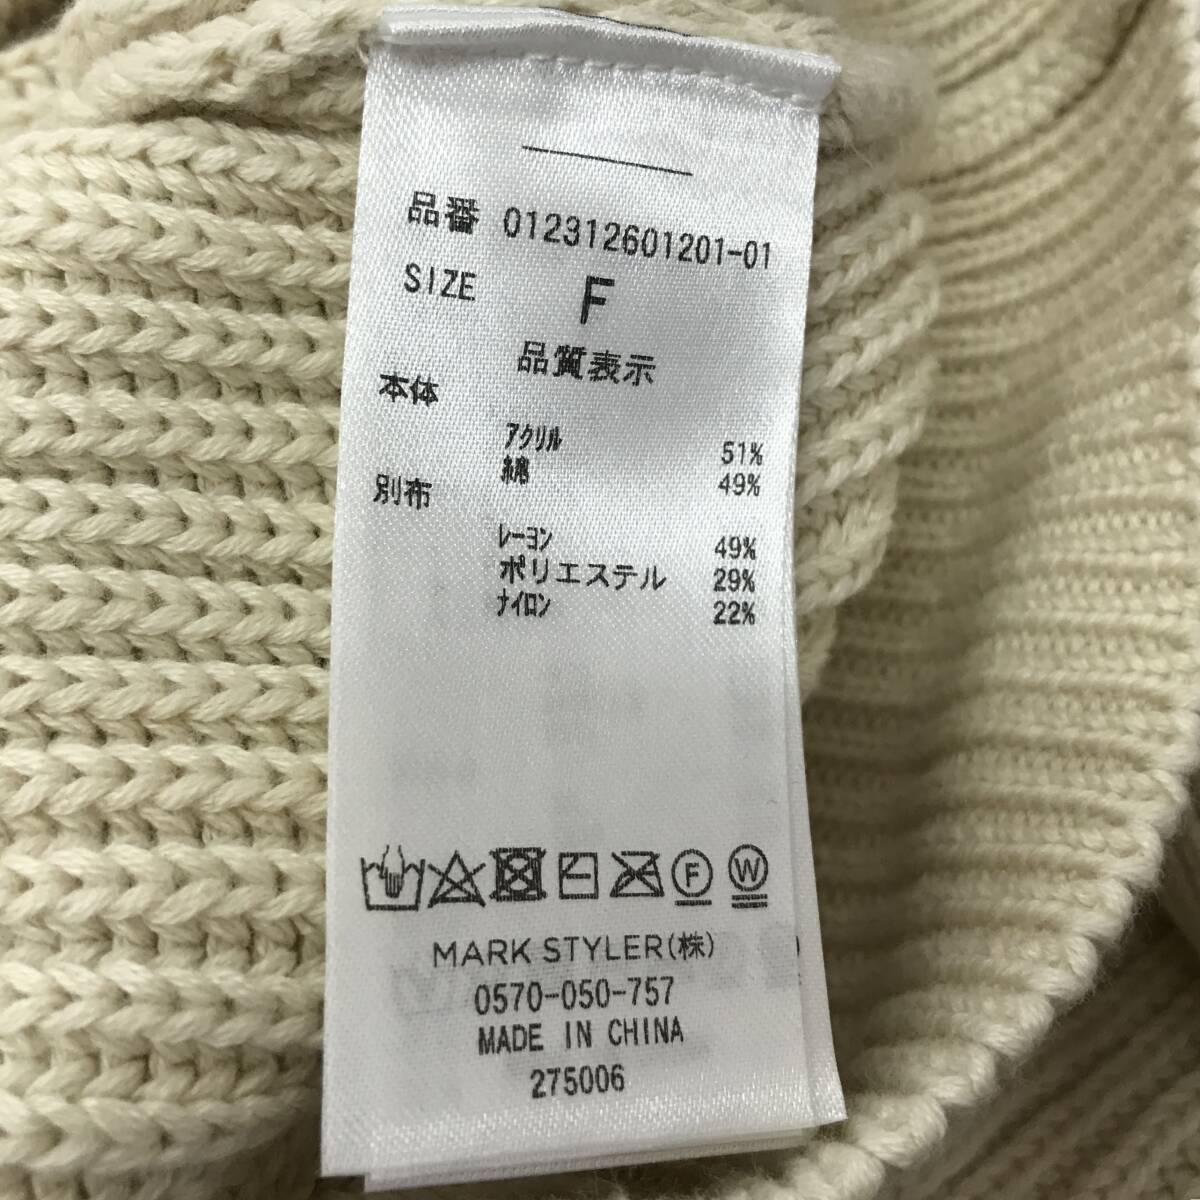 品番 012312601201-01
SIZE F
品質表示
本体
アクリル 51%
綿 49%
別布
レーヨン 49%
ポリエステル 29%
ナイロン 22%
F W
MARK STYLER(株)
0570-050-757
MADE IN CHINA
275006